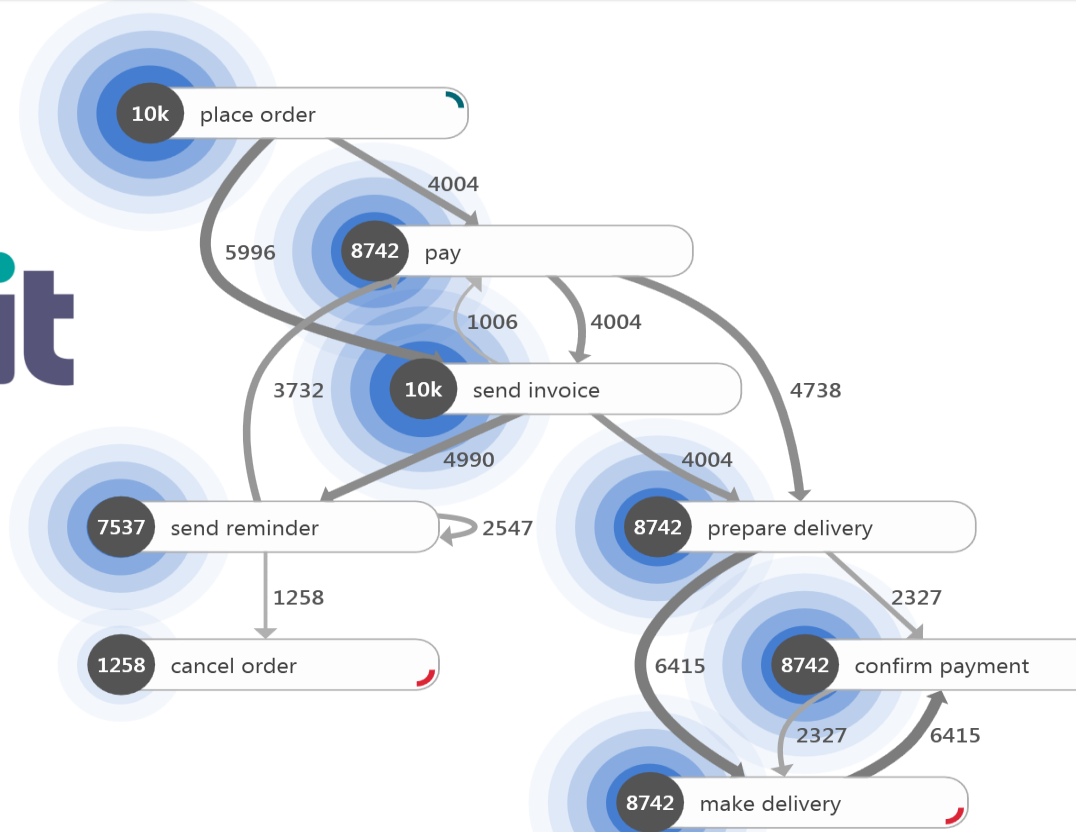 10k place order
4004
5996
8742 pay
it
1006
4004
3732
10k send invoice
4738
4990
4004
7537 send reminder
2547
8742 prepare delivery
1258
2327
1258 cancel order
6415
8742 confirm payment
2327
6415
8742 make delivery